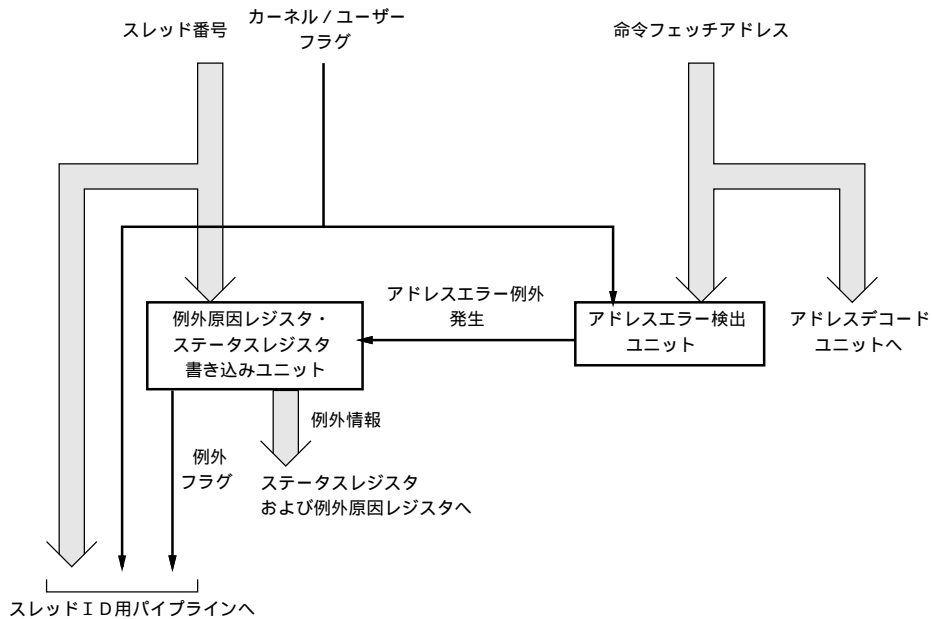 スレッド番号
カーネル / ユーザー
フラグ
命令フェッチアドレス
アドレスエラー例外
発生
例外原因レジスタ・
ステータスレジスタ
書き込みユニット
アドレスエラー検出
ユニット
アドレスデコード
ユニットへ
例外情報
例外
フラグ
ステータスレジスタ
および例外原因レジスタへ
スレッドＩＤ用パイプラインへ